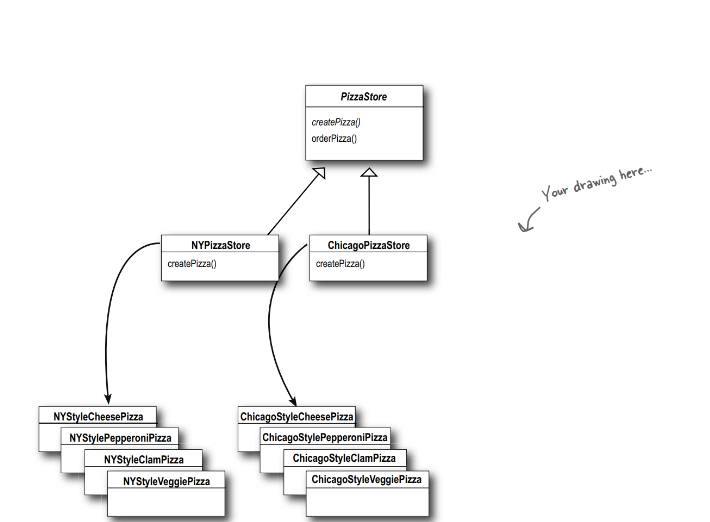 PizzaStore
createPizza()
orderPizza()
Your drawing here...
NYPizzaStore
createPizza()
ChicagoPizzaStore
createPizza()
NYStyleCheesePizza
NYStylePepperoniPizza
NYStyleClamPizza
NYStyleVeggiePizza
ChicagoStyleCheesePizza
ChicagoStylePepperoniPizza
ChicagoStyleClamPizza
ChicagoStyleVeggiePizza